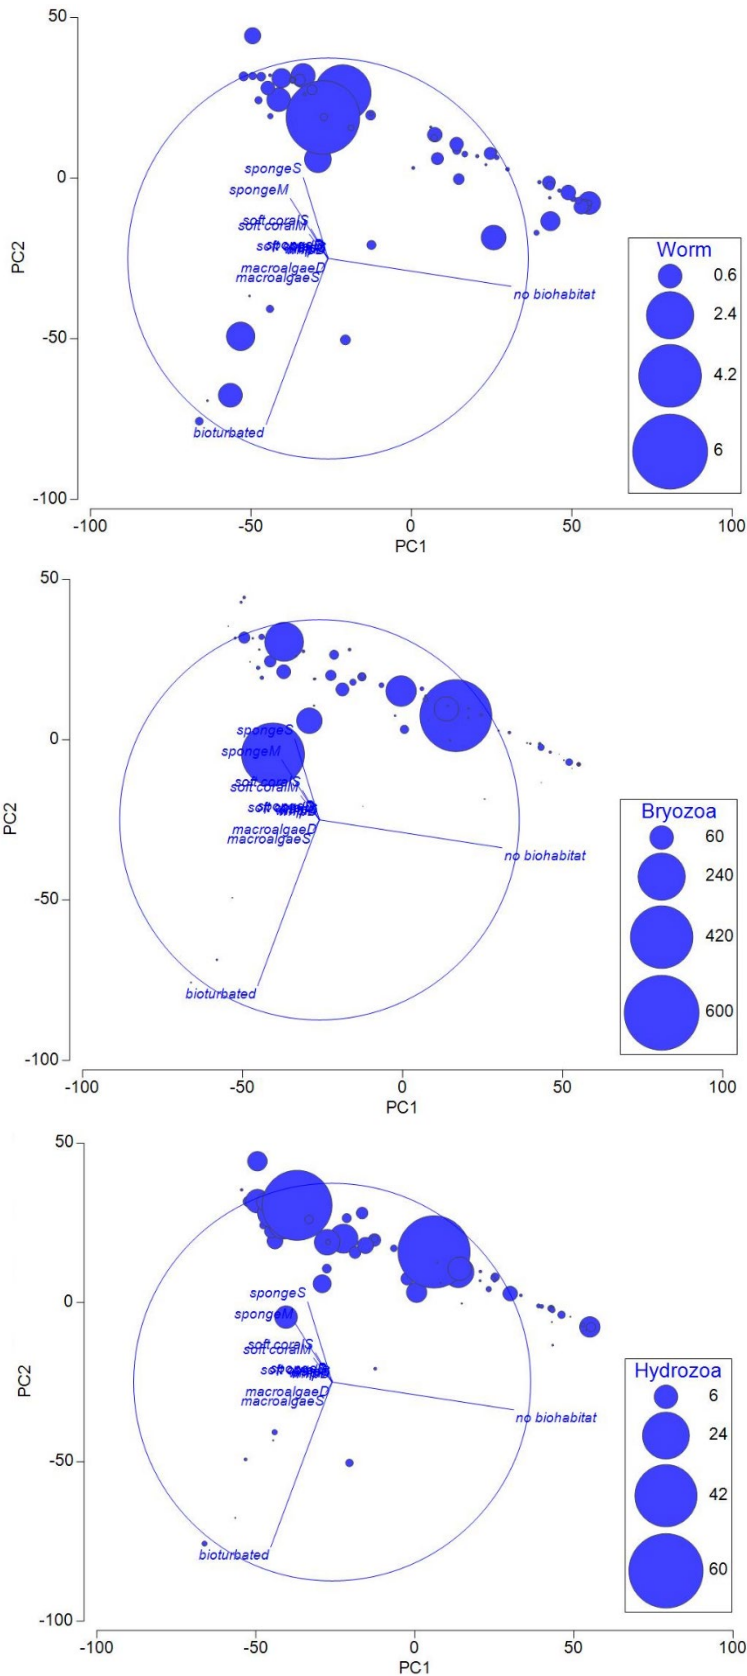 50
0
-50
-100
PC2
-100
-50
0
50
100
PC1
spongeS
spongeM
soft coralS
soft coralM
macroalgaeD
macroalgaeS
no biohabitat
bioturbated
Worm
0.6
2.4
4.2
6
50
0
-50
-100
PC2
-100
-50
0
50
100
PC1
spongeS
spongeM
soft coralS
soft coralM
macroalgaeD
macroalgaeS
no biohabitat
bioturbated
Bryozoa
60
240
420
600
50
0
-50
-100
PC2
-100
-50
0
50
100
PC1
spongeS
spongeM
soft coralS
soft coralM
macroalgaeD
macroalgaeS
no biohabitat
bioturbated
Hydrozoa
6
24
42
60